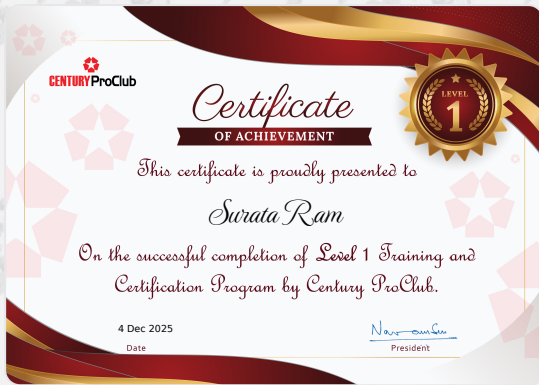 CENTURY ProClub
LEVEL
1
Certificate
OF ACHIEVEMENT
This certificate is proudly presented to
Surata Ram
On the successful completion of Level 1 Training and
Certification Program by Century ProClub.
4 Dec 2025
Date
President